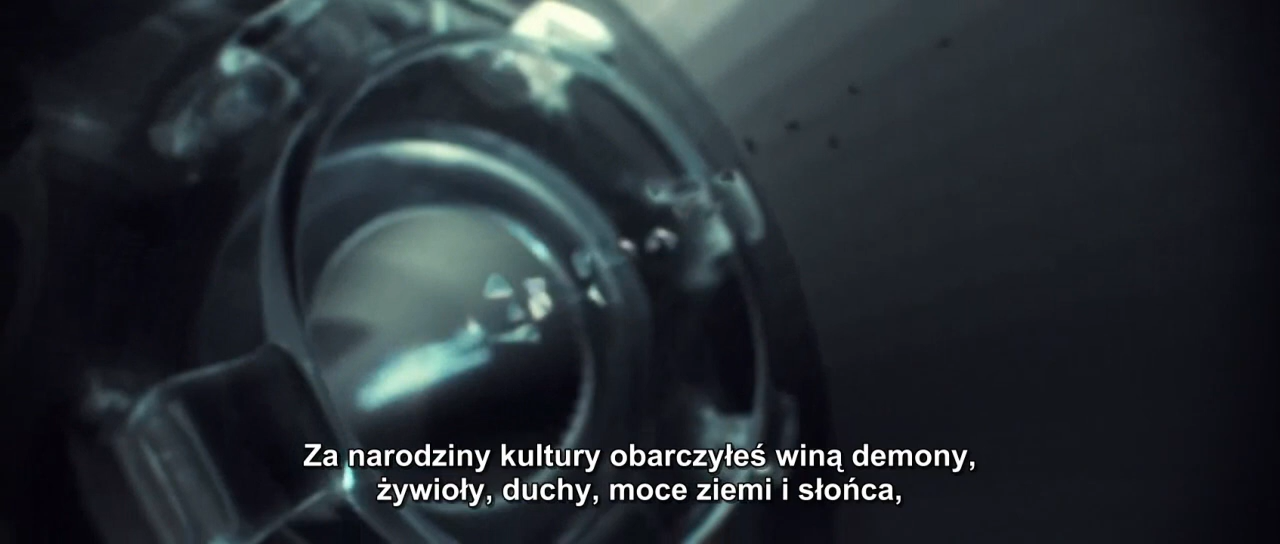 Za narodziny kultury obarczyłeś winą demony,
żywioły, duchy, moce ziemi i słońca,